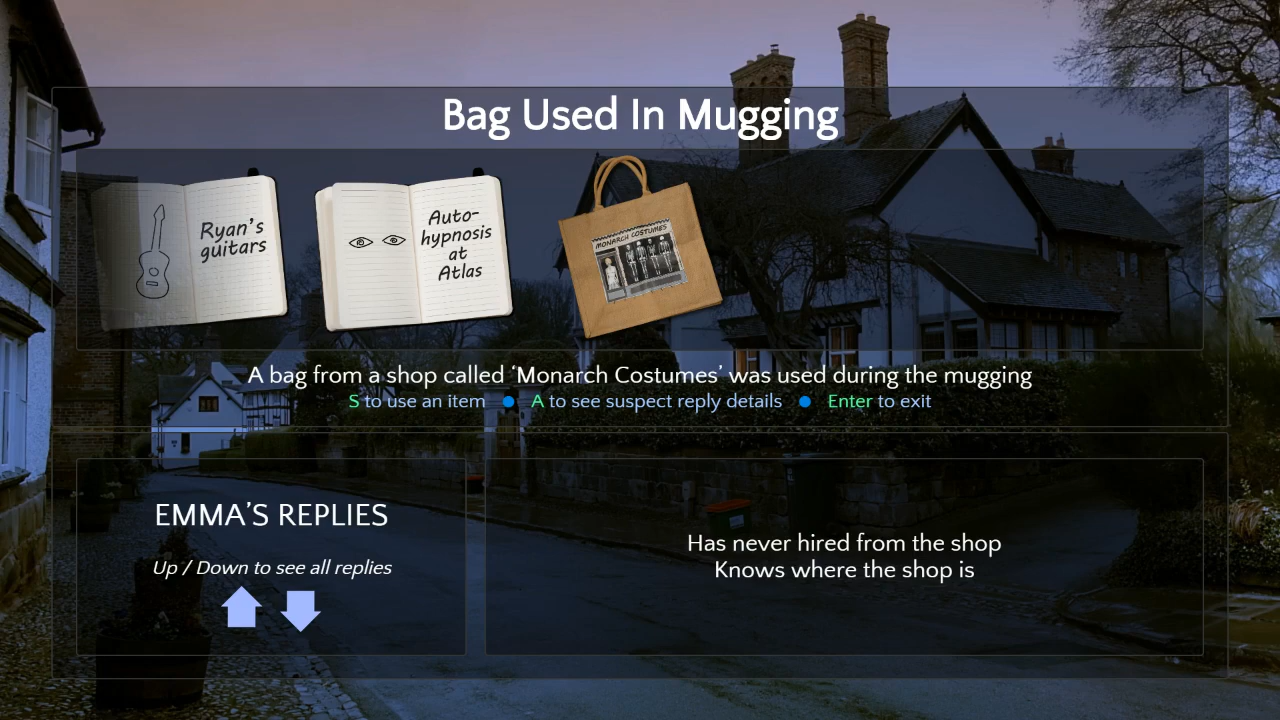 Bag Used In Mugging
Ryan's
guitars
Auto-
hypnosis
at
Atlas
MONARCH COSTUMES
A bag from a shop called ‘Monarch Costumes’ was used during the mugging
S to use an item ● A to see suspect reply details ● Enter to exit
EMMA’S REPLIES
Up / Down to see all replies
Has never hired from the shop
Knows where the shop is